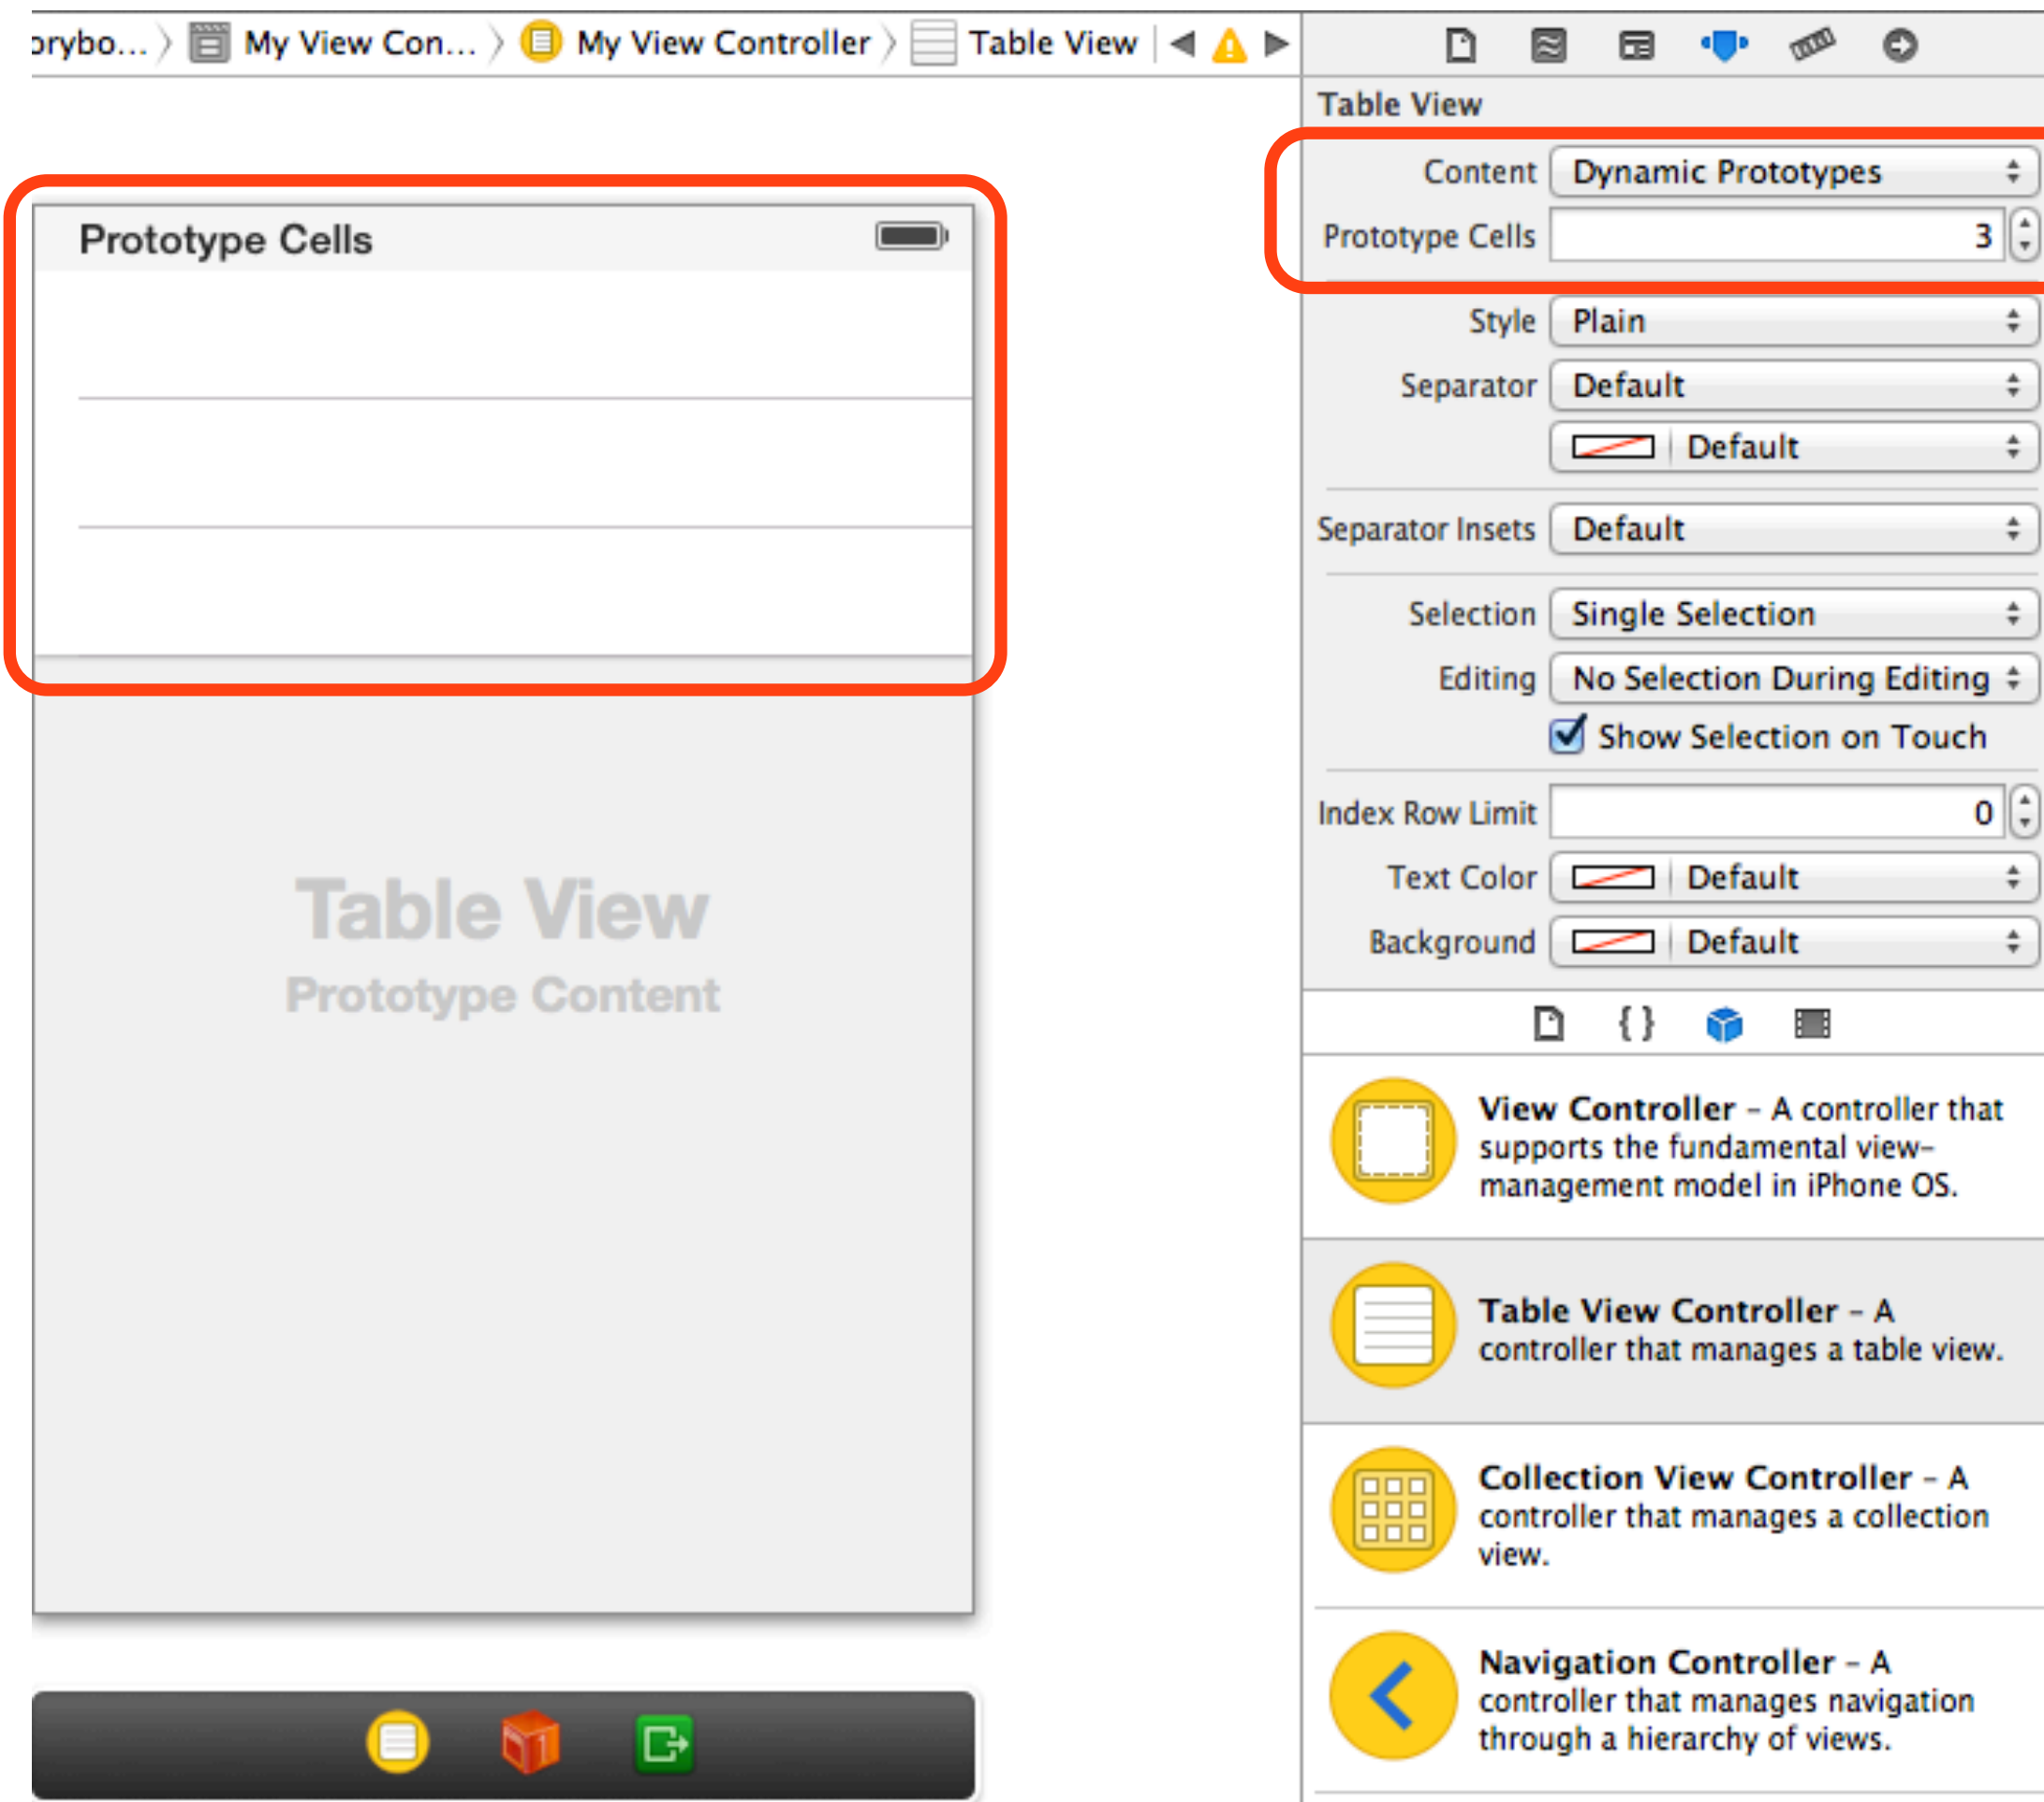 orybo... My View Con... My View Controller Table View
Prototype Cells
Table View
Prototype Content
Table View
Content Dynamic Prototypes
Prototype Cells 3
Style Plain
Separator Default
Default
Separator Insets Default
Selection Single Selection
Editing No Selection During Editing
Show Selection on Touch
Index Row Limit 0
Text Color Default
Background Default
{ }
View Controller – A controller that
supports the fundamental view–
management model in iPhone OS.
Table View Controller – A
controller that manages a table view.
Collection View Controller – A
controller that manages a collection
view.
Navigation Controller – A
controller that manages navigation
through a hierarchy of views.